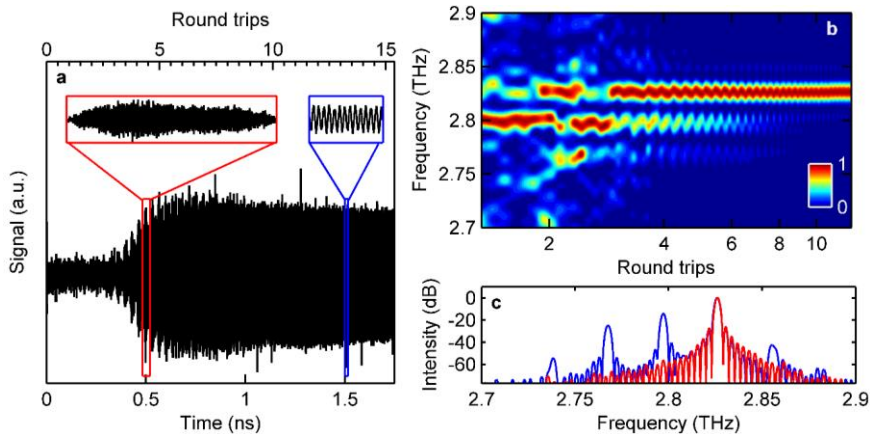 Round trips
0 5 10 15
a
Signal (a.u.)
0 0.5 1 1.5
Time (ns)
b
2.9
2.85
2.8
2.75
2.7
Frequency (THz)
1
0
2 4 6 8 10
Round trips
c
0
-20
-40
-60
Intensity (dB)
2.7 2.75 2.8 2.85 2.9
Frequency (THz)